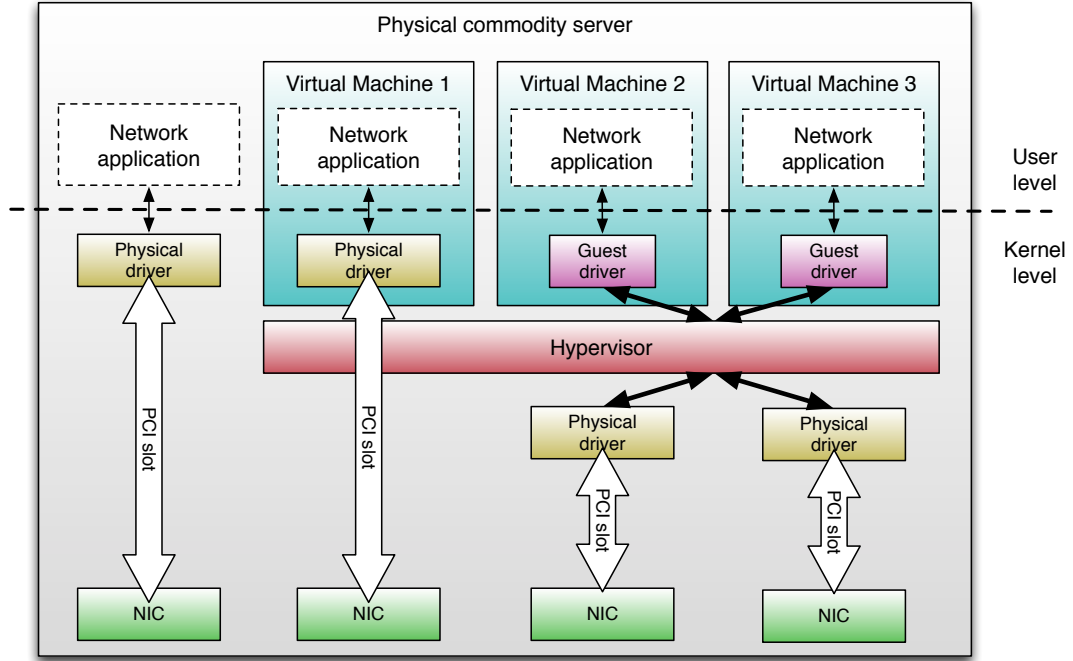 Physical commodity server
Virtual Machine 1
Virtual Machine 2
Virtual Machine 3
Network
application
Network
application
Network
application
Network
application
User
level
Kernel
level
Physical
driver
Physical
driver
Guest
driver
Guest
driver
Hypervisor
PCI slot
PCI slot
Physical
driver
Physical
driver
PCI slot
PCI slot
NIC
NIC
NIC
NIC